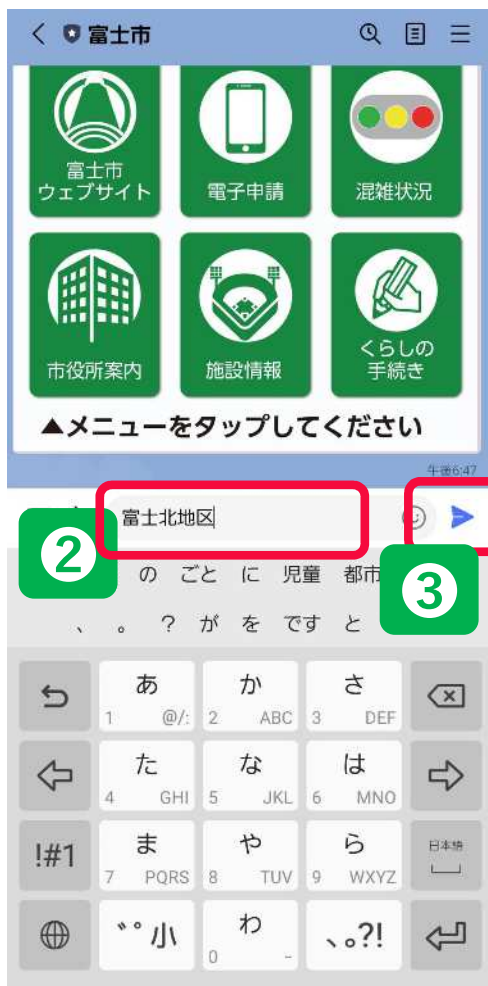 富士市
富士市
ウェブサイト
電子申請
混雑状況
市役所案内
施設情報
くらしの
手続き
▲メニューをタップしてください
午後6:47
富士北地区
2
3
の ごと に 児童 都市
、 。 ? が を です と
あ
1 @/:
か
2 ABC
さ
3 DEF
た
4 GHI
な
5 JKL
は
6 MNO
!#1
ま
7 PQRS
や
8 TUV
ら
9 WXYZ
日本語
゛゜小
わ
0 -
、。?!